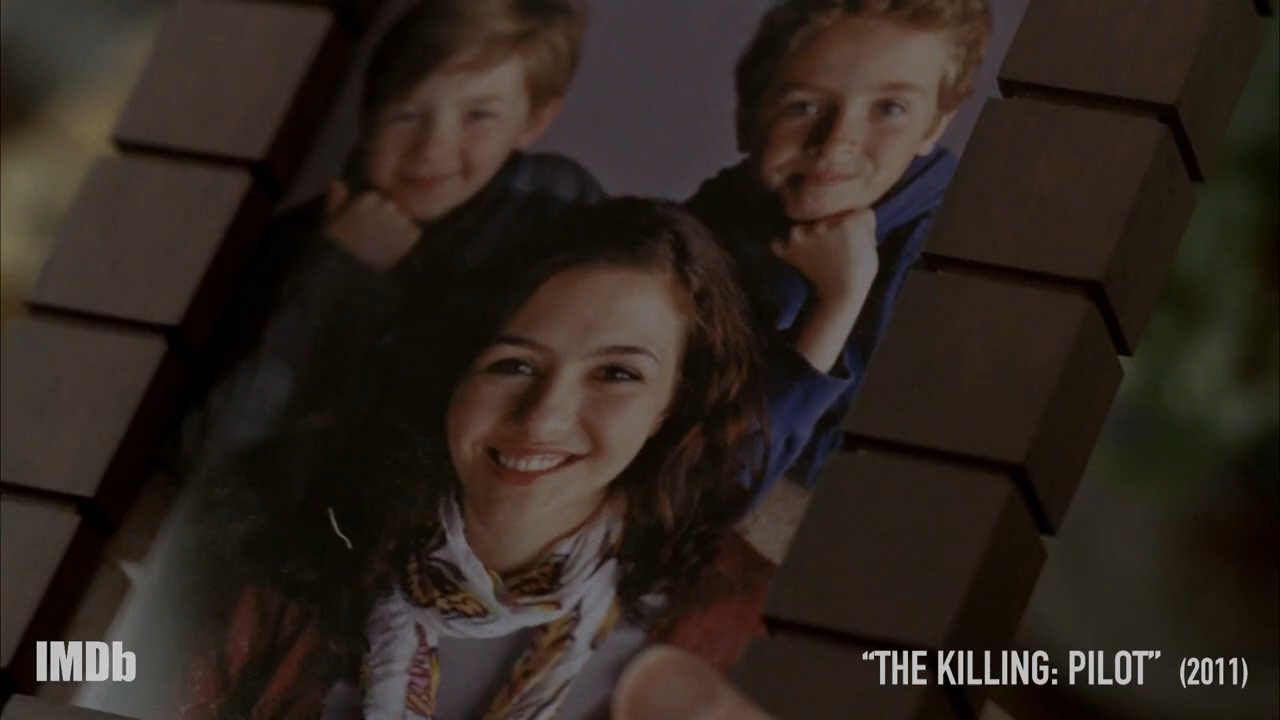 IMDb
“THE KILLING: PILOT” (2011)